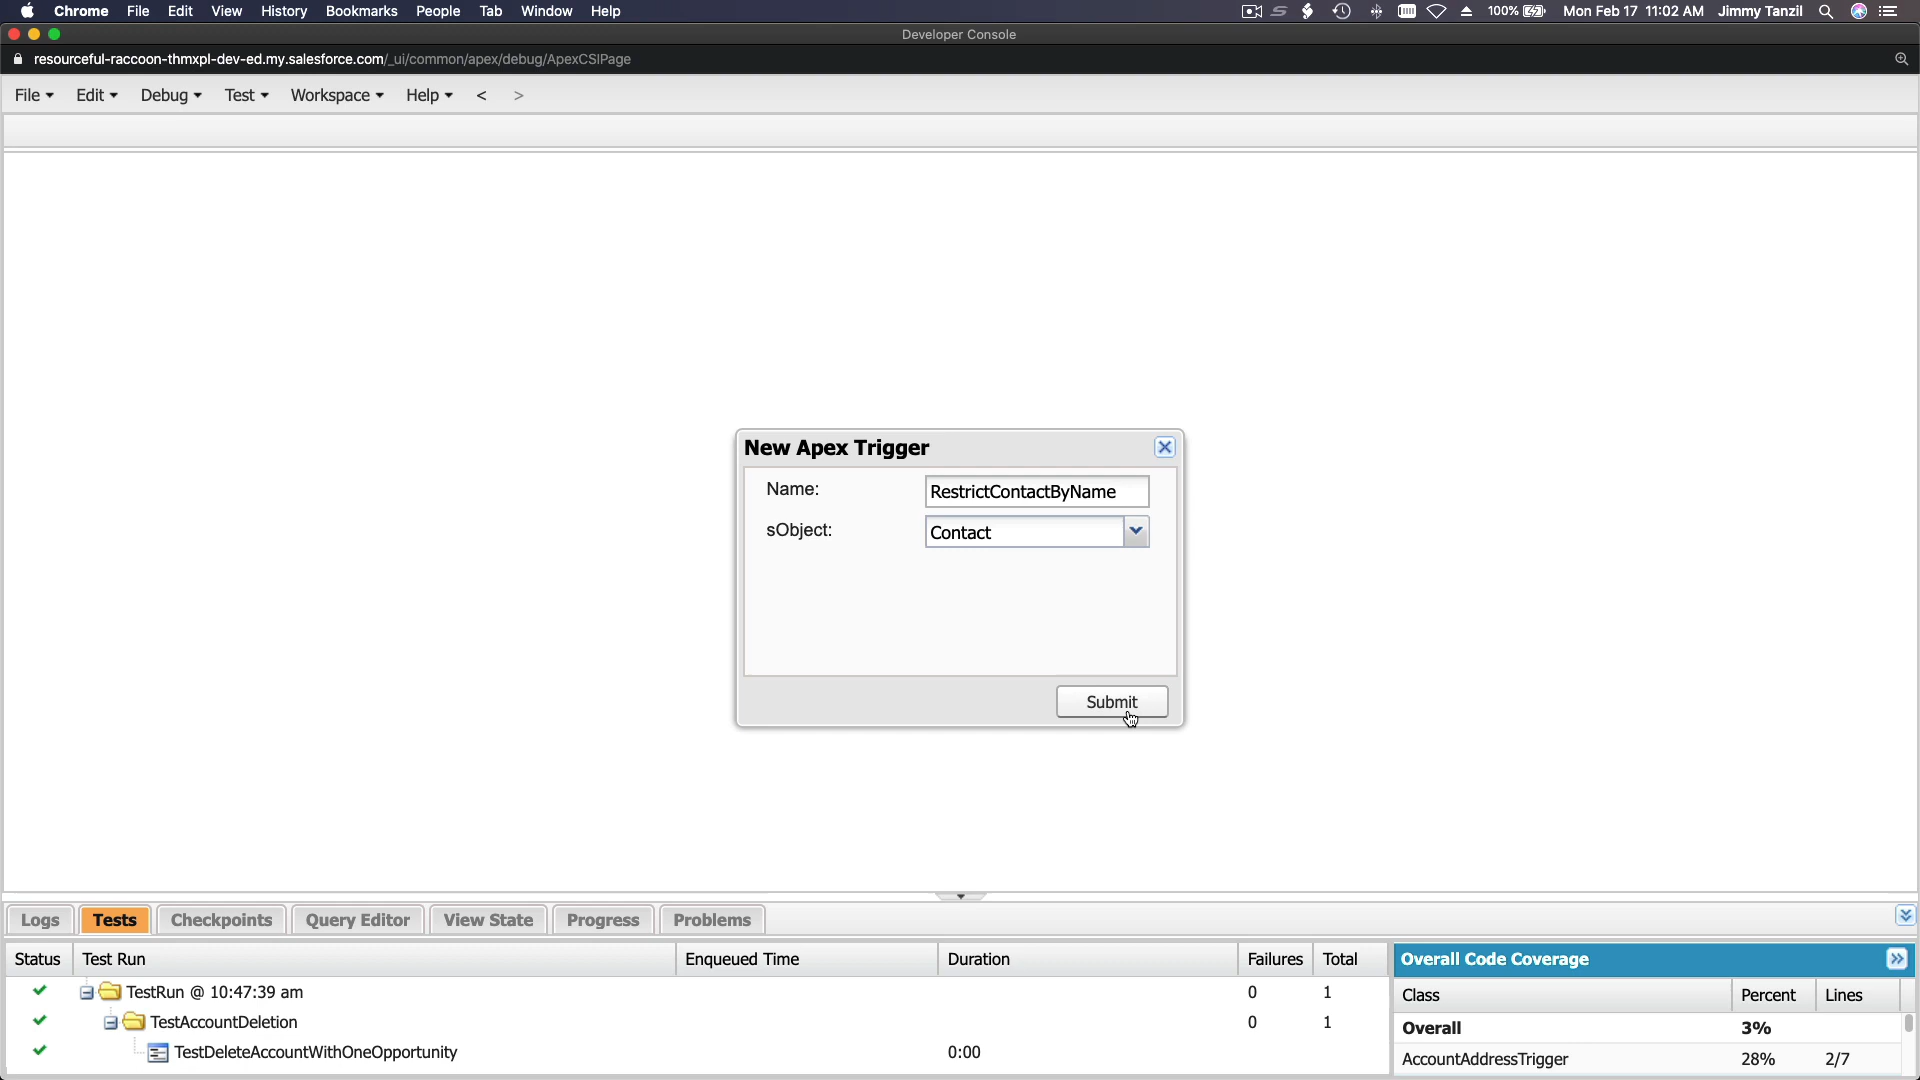 Chrome File Edit View History Bookmarks People Tab Window Help 100% Mon Feb 17 11:02 AM Jimmy Tanzil
Developer Console
resourceful-raccoon-thmxpl-dev-ed.my.salesforce.com/_ui/common/apex/debug/ApexCSIPage
File Edit Debug Test Workspace Help < >
New Apex Trigger
Name: RestrictContactByName
sObject: Contact
Submit
Logs Tests Checkpoints Query Editor View State Progress Problems
Status Test Run Enqueued Time Duration Failures Total Overall Code Coverage
TestRun @ 10:47:39 am 0 1 Class Percent Lines
TestAccountDeletion 0 1 Overall 3%
TestDeleteAccountWithOneOpportunity 0:00 AccountAddressTrigger 28% 2/7